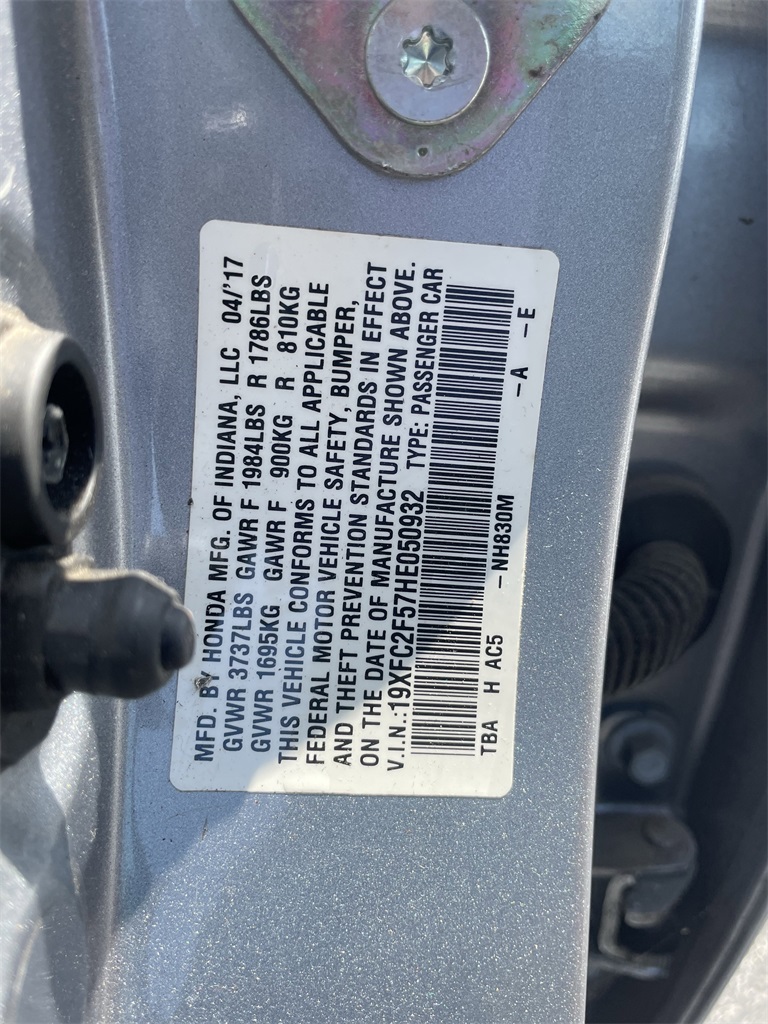 MFD. BY HONDA MFG. OF INDIANA, LLC 04/'17
GVWR 3737LBS GAWR F 1984LBS R 1786LBS
GVWR 1695KG GAWR F 900KG R 810KG
THIS VEHICLE CONFORMS TO ALL APPLICABLE
FEDERAL MOTOR VEHICLE SAFETY, BUMPER,
AND THEFT PREVENTION STANDARDS IN EFFECT
ON THE DATE OF MANUFACTURE SHOWN ABOVE.
V.I.N.:19XFC2F57HE050932 TYPE: PASSENGER CAR
TBA H AC5 -NH830M -A -E